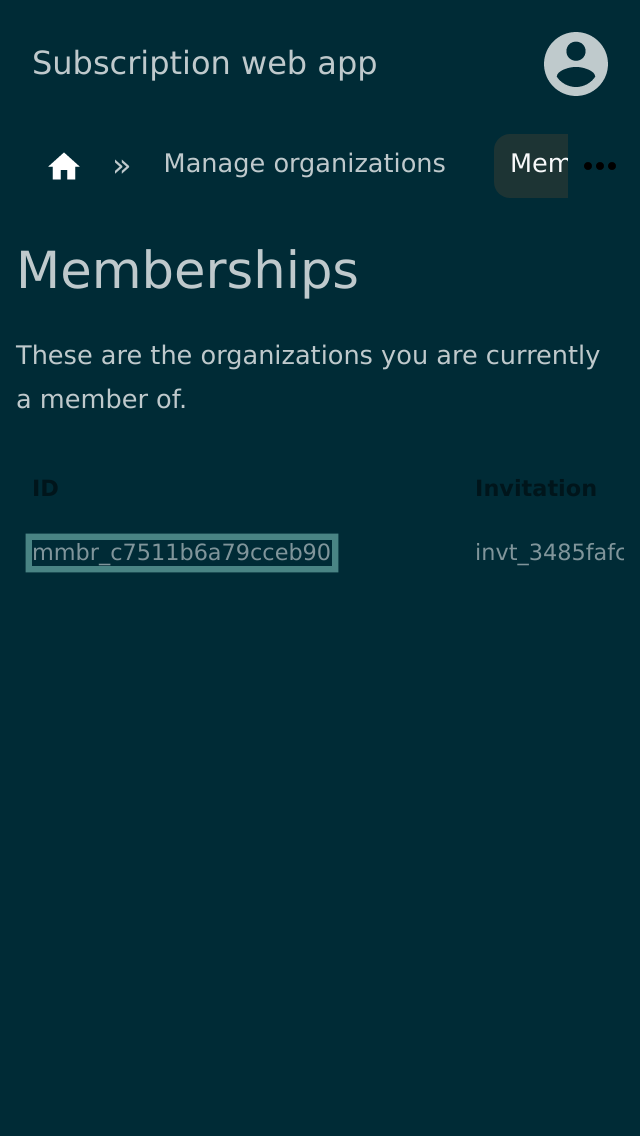 Subscription web app
» Manage organizations Mem •••
Memberships
These are the organizations you are currently
a member of.
ID Invitation
mmbr_c7511b6a79cceb90 invt_3485fafc